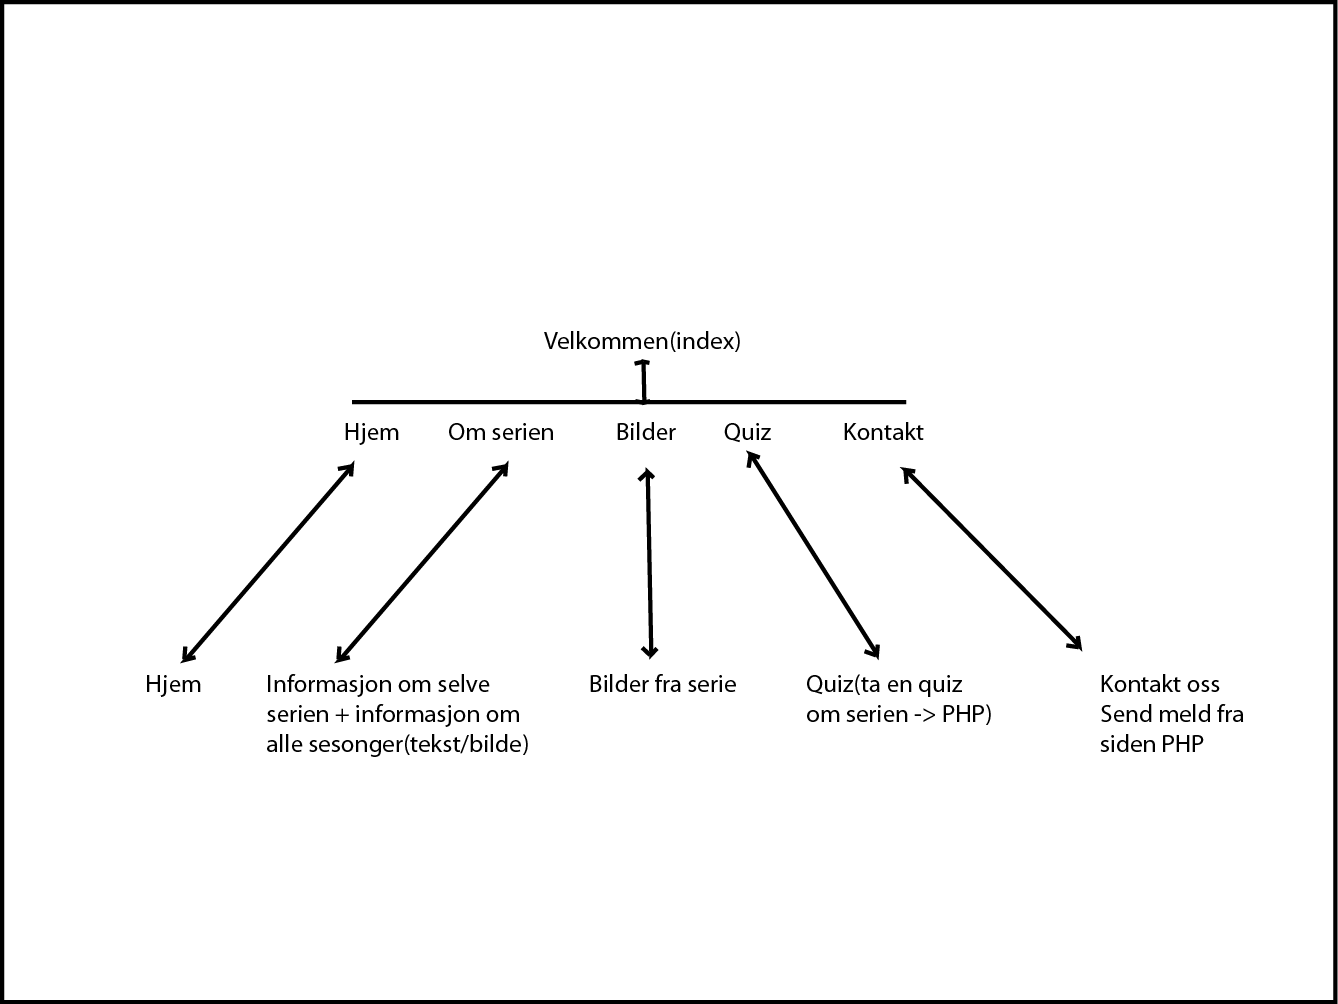 Velkommen(index)
Hjem Om serien Bilder Quiz Kontakt
Hjem
Informasjon om selve
serien + informasjon om
alle sesonger(tekst/bilde)
Bilder fra serie
Quiz(ta en quiz
om serien -> PHP)
Kontakt oss
Send meld fra
siden PHP